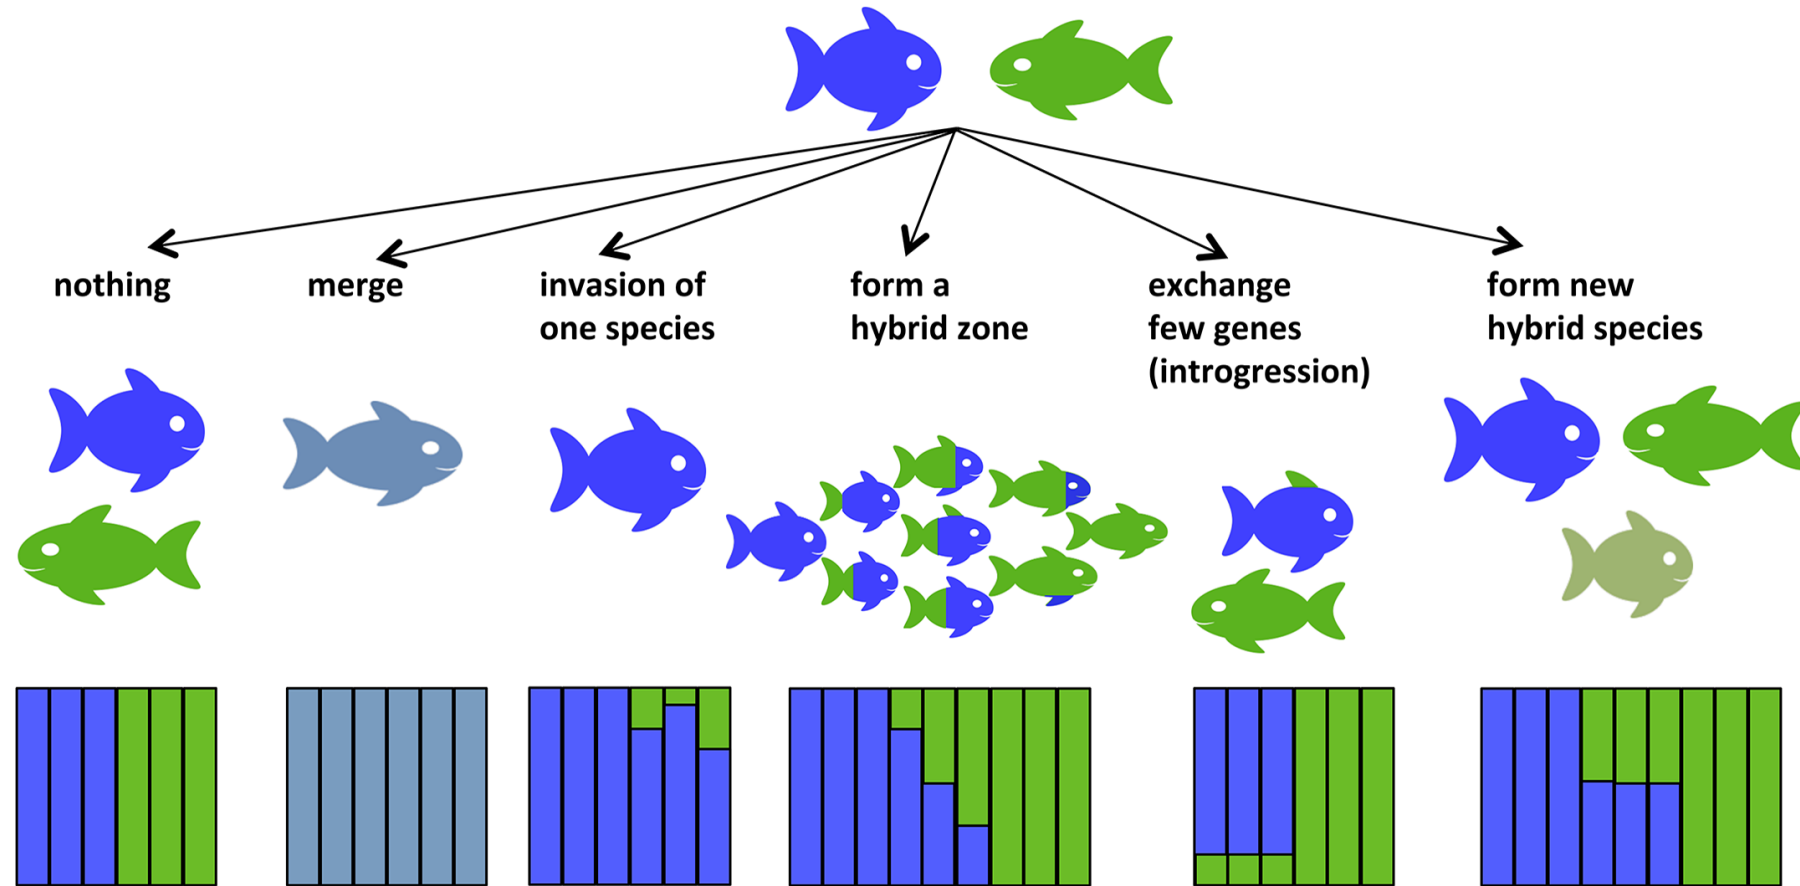 nothing
merge
invasion of
one species
form a
hybrid zone
exchange
few genes
(introgression)
form new
hybrid species